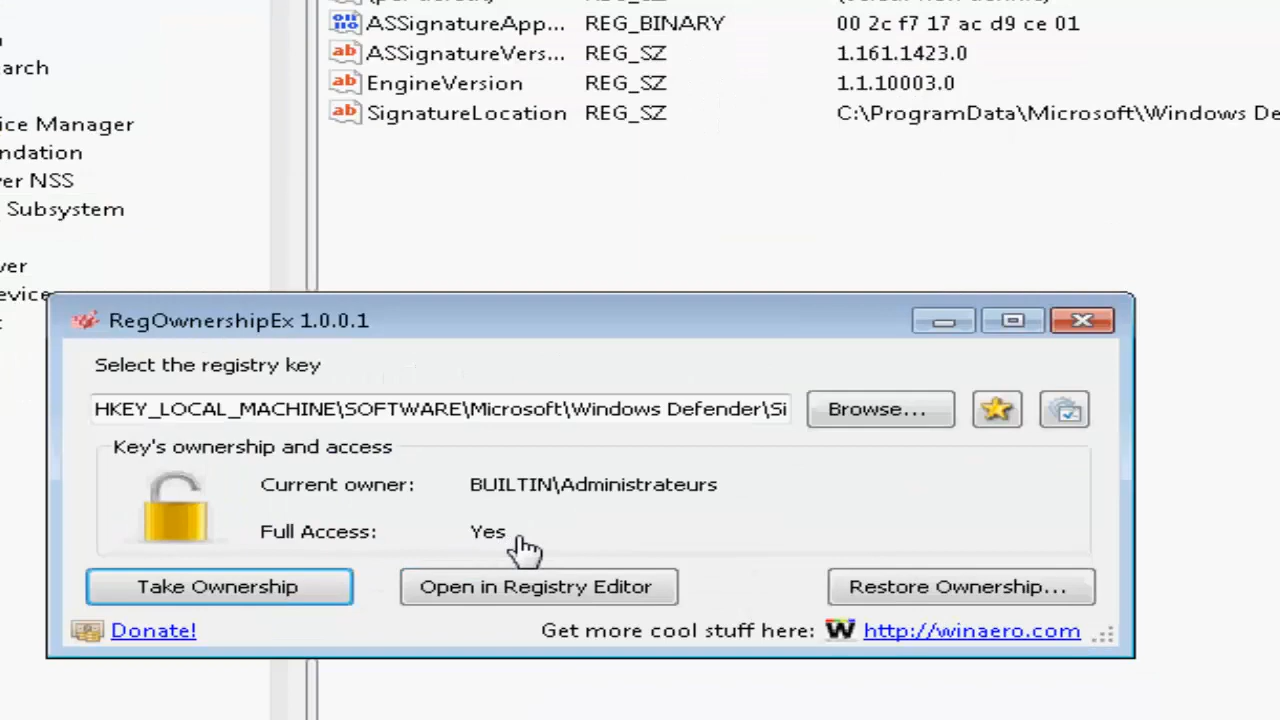 ASSignatureApp... REG_BINARY 00 2c f7 17 ac d9 ce 01
arch ASSignatureVers... REG_SZ 1.161.1423.0
EngineVersion REG_SZ 1.1.10003.0
SignatureLocation REG_SZ C:\ProgramData\Microsoft\Windows De
ice Manager
ndation
er NSS
Subsystem
ver
evice
RegOwnershipEx 1.0.0.1
Select the registry key
HKEY_LOCAL_MACHINE\SOFTWARE\Microsoft\Windows Defender\Si Browse...
Key's ownership and access
Current owner: BUILTIN\Administrateurs
Full Access: Yes
Take Ownership Open in Registry Editor Restore Ownership...
Donate! Get more cool stuff here: W http://winaero.com